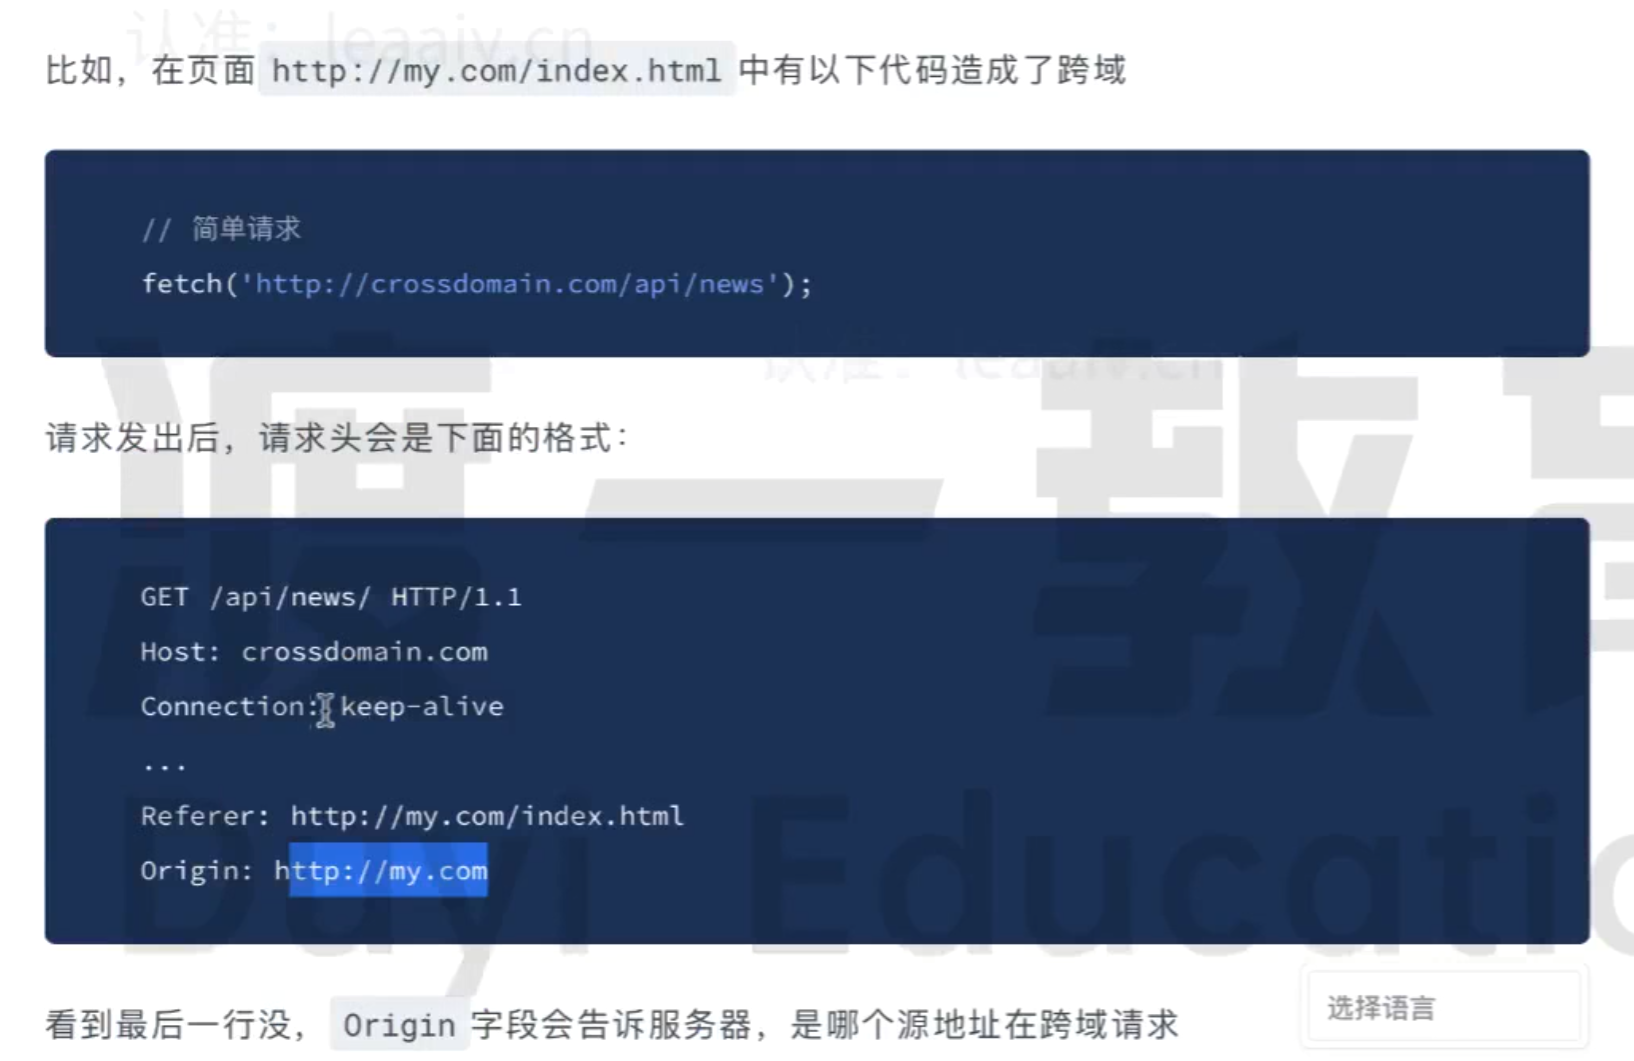 认准：leaaiv.cn
比如，在页面 http://my.com/index.html 中有以下代码造成了跨域
// 简单请求
fetch('http://crossdomain.com/api/news');
认准：leaaiv.cn
请求发出后，请求头会是下面的格式：
渡一教育
GET /api/news/ HTTP/1.1
Host: crossdomain.com
Connection: keep-alive
...
Referer: http://my.com/index.html
Origin: http://my.com
Duyi Educatio
看到最后一行没， Origin 字段会告诉服务器，是哪个源地址在跨域请求
选择语言